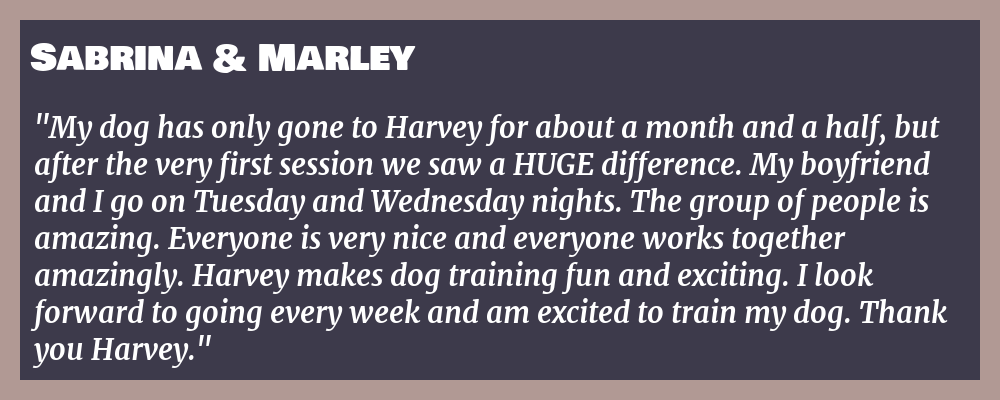 Sabrina & Marley
"My dog has only gone to Harvey for about a month and a half, but
after the very first session we saw a HUGE difference. My boyfriend
and I go on Tuesday and Wednesday nights. The group of people is
amazing. Everyone is very nice and everyone works together
amazingly. Harvey makes dog training fun and exciting. I look
forward to going every week and am excited to train my dog. Thank
you Harvey."